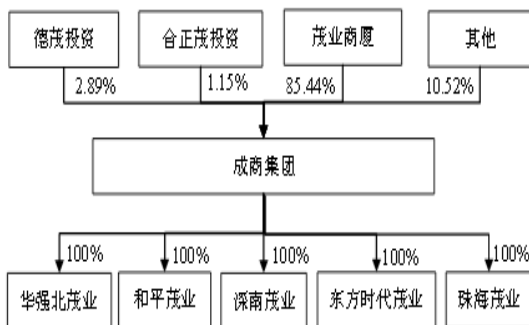 德茂投资 合正茂投资 茂业商厦 其他
2.89% 1.15% 85.44% 10.52%
成商集团
100% 100% 100% 100% 100%
华强北茂业 和平茂业 深南茂业 东方时代茂业 珠海茂业